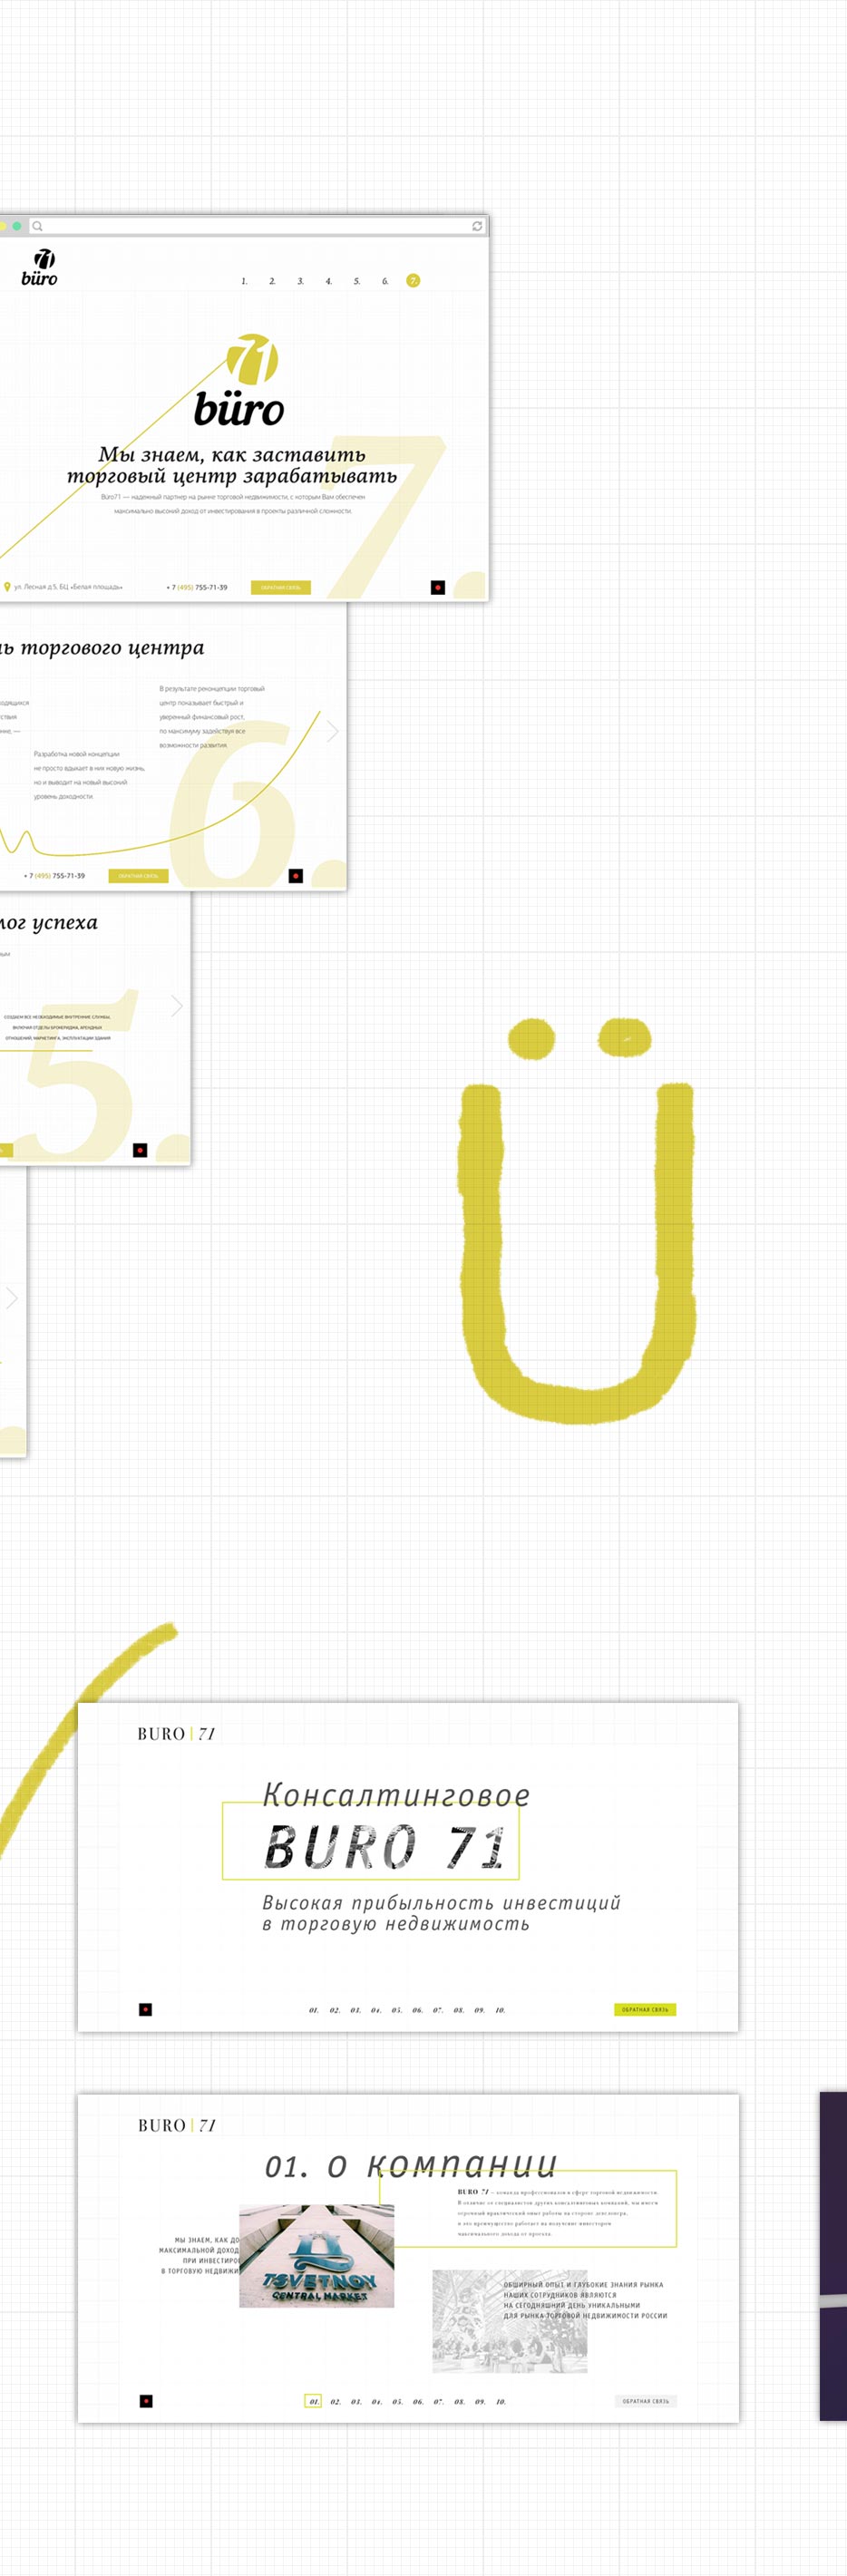 71
büro
1. 2. 3. 4. 5. 6. 7.
71
büro
Мы знаем, как заставить
торговый центр зарабатывать
Büro71 — надежный партнер на рынке торговой недвижимости, с которым Вам обеспечен
максимально высокий доход от инвестирования в проекты различной сложности.
7.
ул. Лесная д.5, БЦ «Белая площадь»
+ 7 (495) 755-71-39
ОБРАТНАЯ СВЯЗЬ
торгового центра
В результате реконцепции торговый
центр показывает быстрый и
уверенный финансовый рост,
по максимуму задействуя все
возможности развития.
Разработка новой концепции
не просто вдыхает в них новую жизнь,
но и выводит на новый высокий
уровень доходности
6.
+ 7 (495) 755-71-39
ОБРАТНАЯ СВЯЗЬ
лог успеха
СОЗДАЕМ ВСЕ НЕОБХОДИМЫЕ ВНУТРЕННИЕ СЛУЖБЫ,
ВКЛЮЧАЯ ОТДЕЛЫ БРОКЕРИДЖА, АРЕНДНЫХ
ОТНОШЕНИЙ, МАРКЕТИНГА, ЭКСПЛУАТАЦИИ ЗДАНИЯ
5.
Ü
BURO | 71
Консалтинговое
BURO 71
Высокая прибыльность инвестиций
в торговую недвижимость
01. 02. 03. 04. 05. 06. 07. 08. 09. 10.
ОБРАТНАЯ СВЯЗЬ
BURO | 71
01. О КОМПАНИИ
BURO 71 – команда профессионалов в сфере торговой недвижимости.
В отличие от специалистов других консалтинговых компаний, мы имеем
огромный практический опыт работы на стороне девелопера,
и это преимущество работает на получение инвестором
максимального дохода от проекта.
МЫ ЗНАЕМ, КАК ДО
МАКСИМАЛЬНОЙ ДОХОД
ПРИ ИНВЕСТИРО
В ТОРГОВУЮ НЕДВИЖИ
TSVETNOY
CENTRAL MARKET
ОБШИРНЫЙ ОПЫТ И ГЛУБОКИЕ ЗНАНИЯ РЫНКА
НАШИХ СОТРУДНИКОВ ЯВЛЯЮТСЯ
НА СЕГОДНЯШНИЙ ДЕНЬ УНИКАЛЬНЫМИ
ДЛЯ РЫНКА ТОРГОВОЙ НЕДВИЖИМОСТИ РОССИИ
01. 02. 03. 04. 05. 06. 07. 08. 09. 10.
ОБРАТНАЯ СВЯЗЬ